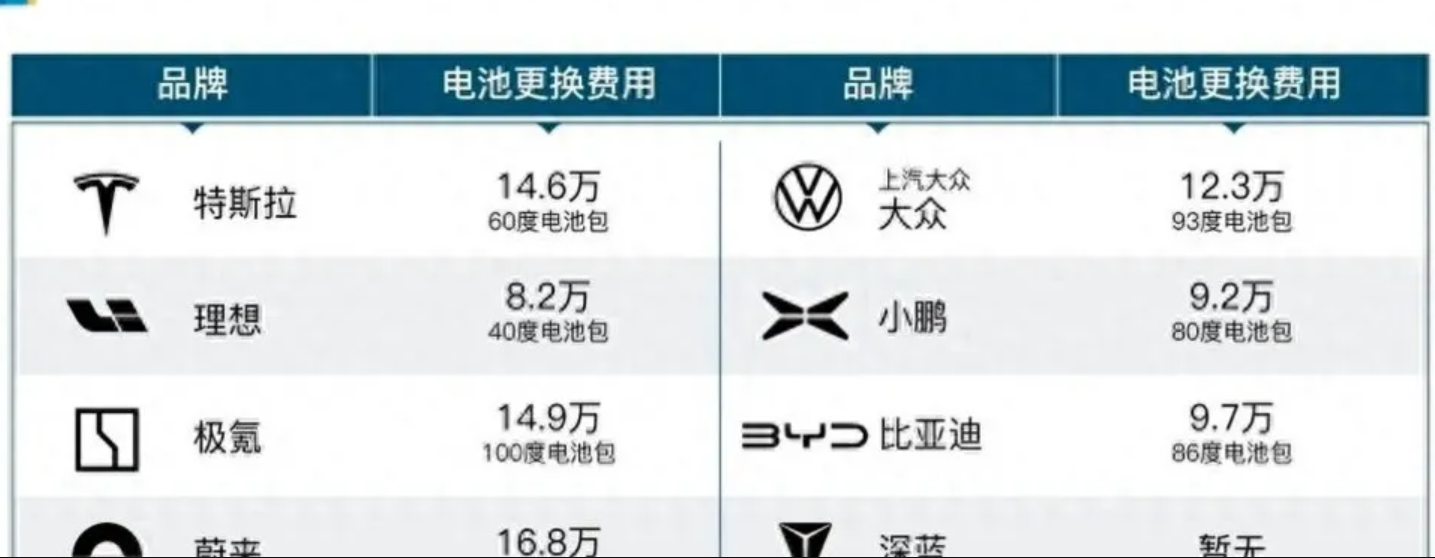 品牌 电池更换费用 品牌 电池更换费用
特斯拉 14.6万 上汽大众 12.3万
60度电池包 大众 93度电池包
理想 8.2万 小鹏 9.2万
40度电池包 80度电池包
极氪 14.9万 BYD 比亚迪 9.7万
100度电池包 86度电池包
蔚来 16.8万 深蓝 暂无